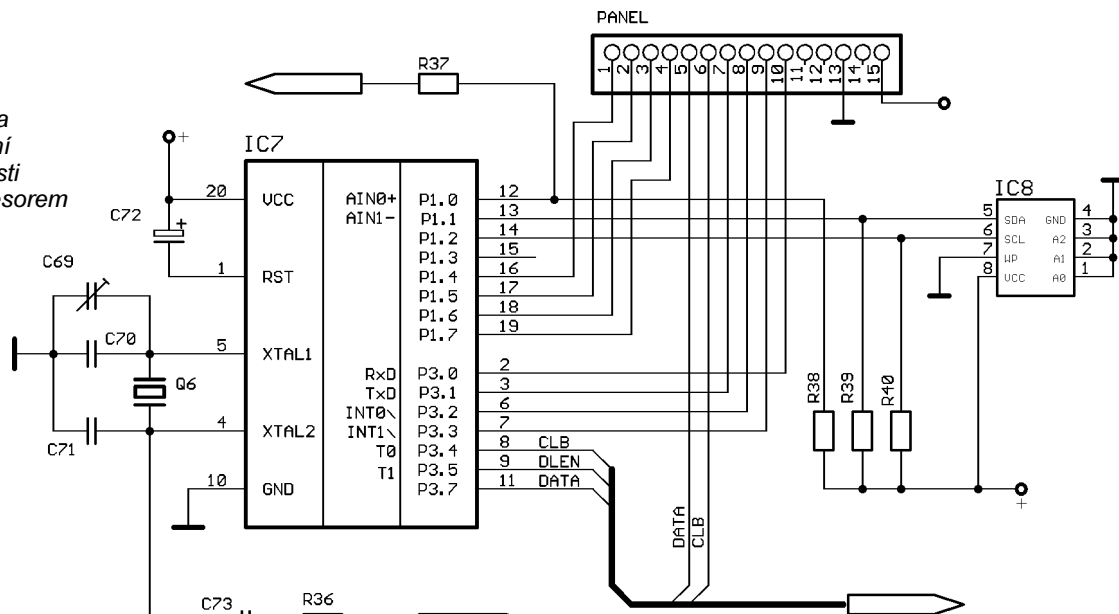 PANEL
1 2 3 4 5 6 7 8 9 10 11 12 13 14 15
R37
a
ní
sti
sorem
+
IC7
20 VCC AIN0+ P1.0 12
AIN1- P1.1 13
P1.2 14
P1.3 15
C72 +
1 RST P1.4 16
P1.5 17
P1.6 18
P1.7 19
C69
C70
5 XTAL1
RxD P3.0 2
TxD P3.1 3
Q6
INT0\ P3.2 6
INT1\ P3.3 7
C71
4 XTAL2
T0 P3.4 8 CLB
T1 P3.5 9 DLEN
10 GND P3.7 11 DATA
IC8
5 SDA GND 4
6 SCL A2 3
7 WP A1 2
8 VCC A0 1
R38 R39 R40
+
DATA
CLB
C73 R36